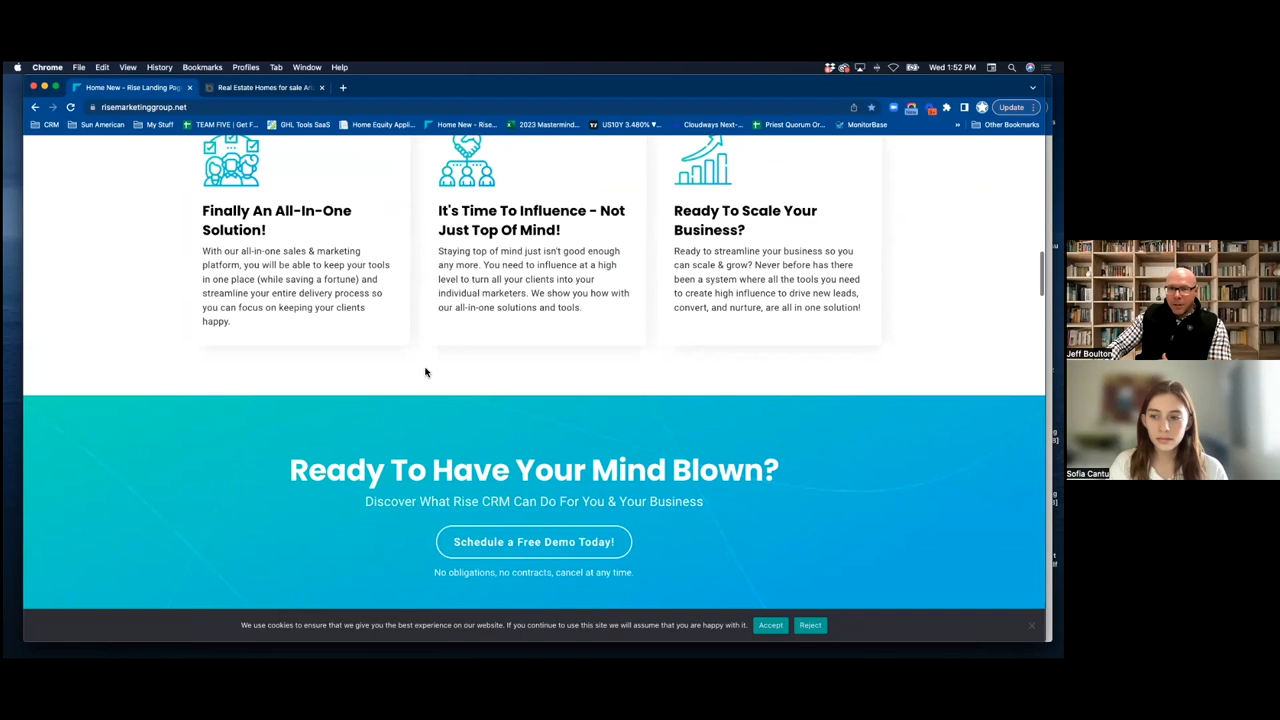 Chrome File Edit View History Bookmarks Profiles Tab Window Help
Wed 1:52 PM
Home New - Rise Landing Pag
Real Estate Homes for sale Ari
risemarketinggroup.net
Update
CRM
Sun American
My Stuff
TEAM FIVE | Get F...
GHL Tools SaaS
Home Equity Appli...
Home New - Rise...
2023 Mastermind...
US10Y 3.480% ▼...
Cloudways Next-...
Priest Quorum Or...
MonitorBase
»
Other Bookmarks
Finally An All-In-One
Solution!
With our all-in-one sales & marketing
platform, you will be able to keep your tools
in one place (while saving a fortune) and
streamline your entire delivery process so
you can focus on keeping your clients
happy.
It's Time To Influence - Not
Just Top Of Mind!
Staying top of mind just isn't good enough
any more. You need to influence at a high
level to turn all your clients into your
individual marketers. We show you how with
our all-in-one solutions and tools.
Ready To Scale Your
Business?
Ready to streamline your business so you
can scale & grow? Never before has there
been a system where all the tools you need
to create high influence to drive new leads,
convert, and nurture, are all in one solution!
Ready To Have Your Mind Blown?
Discover What Rise CRM Can Do For You & Your Business
Schedule a Free Demo Today!
No obligations, no contracts, cancel at any time.
We use cookies to ensure that we give you the best experience on our website. If you continue to use this site we will assume that you are happy with it.
Accept
Reject
Jeff Boulton
Sofia Cantu